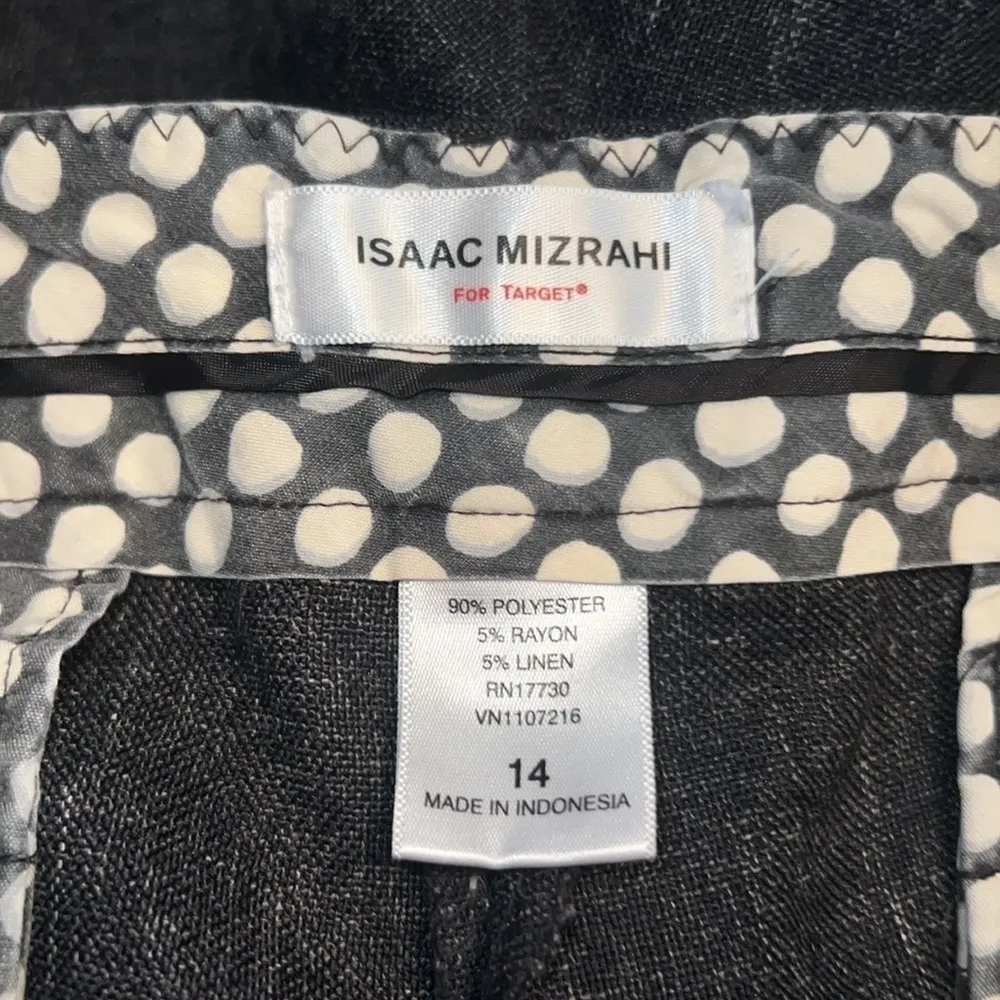 ISAAC MIZRAHI
FOR TARGET®
90% POLYESTER
5% RAYON
5% LINEN
RN17730
VN1107216
14
MADE IN INDONESIA